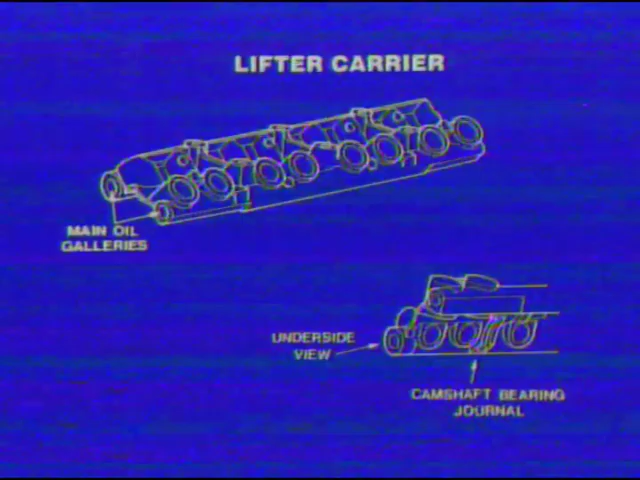 LIFTER CARRIER
MAIN OIL
GALLERIES
UNDERSIDE
VIEW
CAMSHAFT BEARING
JOURNAL